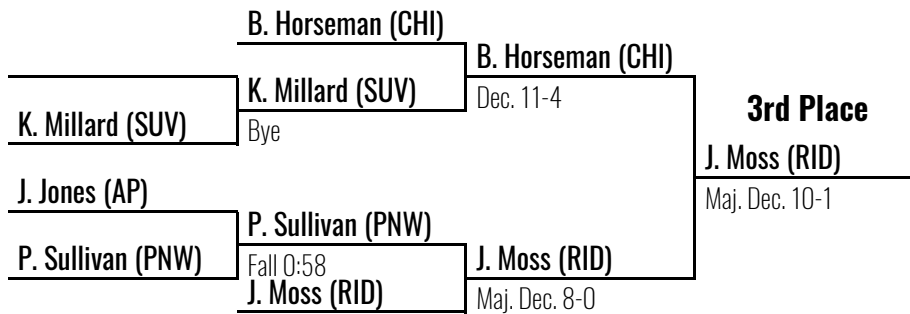 B. Horseman (CHI)
B. Horseman (CHI)
K. Millard (SUV)
Dec. 11-4
3rd Place
K. Millard (SUV)
Bye
J. Moss (RID)
J. Jones (AP)
Maj. Dec. 10-1
P. Sullivan (PNW)
P. Sullivan (PNW)
Fall 0:58
J. Moss (RID)
J. Moss (RID)
Maj. Dec. 8-0